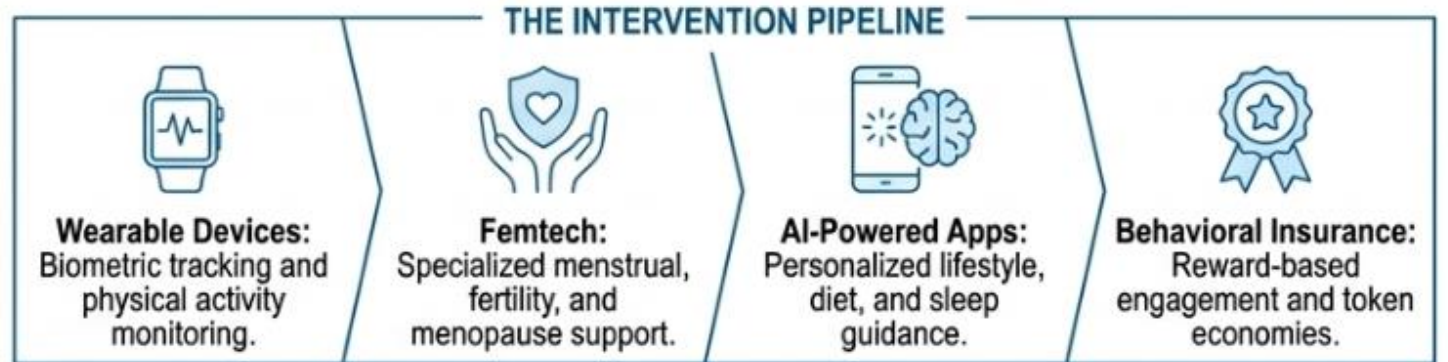 THE INTERVENTION PIPELINE
Wearable Devices:
Biometric tracking and
physical activity
monitoring.
Femtech:
Specialized menstrual,
fertility, and
menopause support.
AI-Powered Apps:
Personalized lifestyle,
diet, and sleep
guidance.
Behavioral Insurance:
Reward-based
engagement and token
economies.